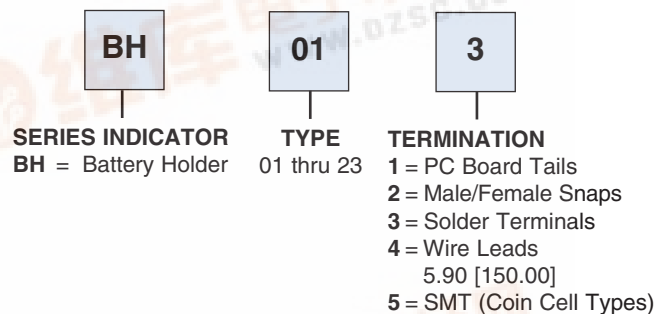 BH 01 3
SERIES INDICATOR
BH = Battery Holder
TYPE
01 thru 23
TERMINATION
1 = PC Board Tails
2 = Male/Female Snaps
3 = Solder Terminals
4 = Wire Leads
5.90 [150.00]
5 = SMT (Coin Cell Types)